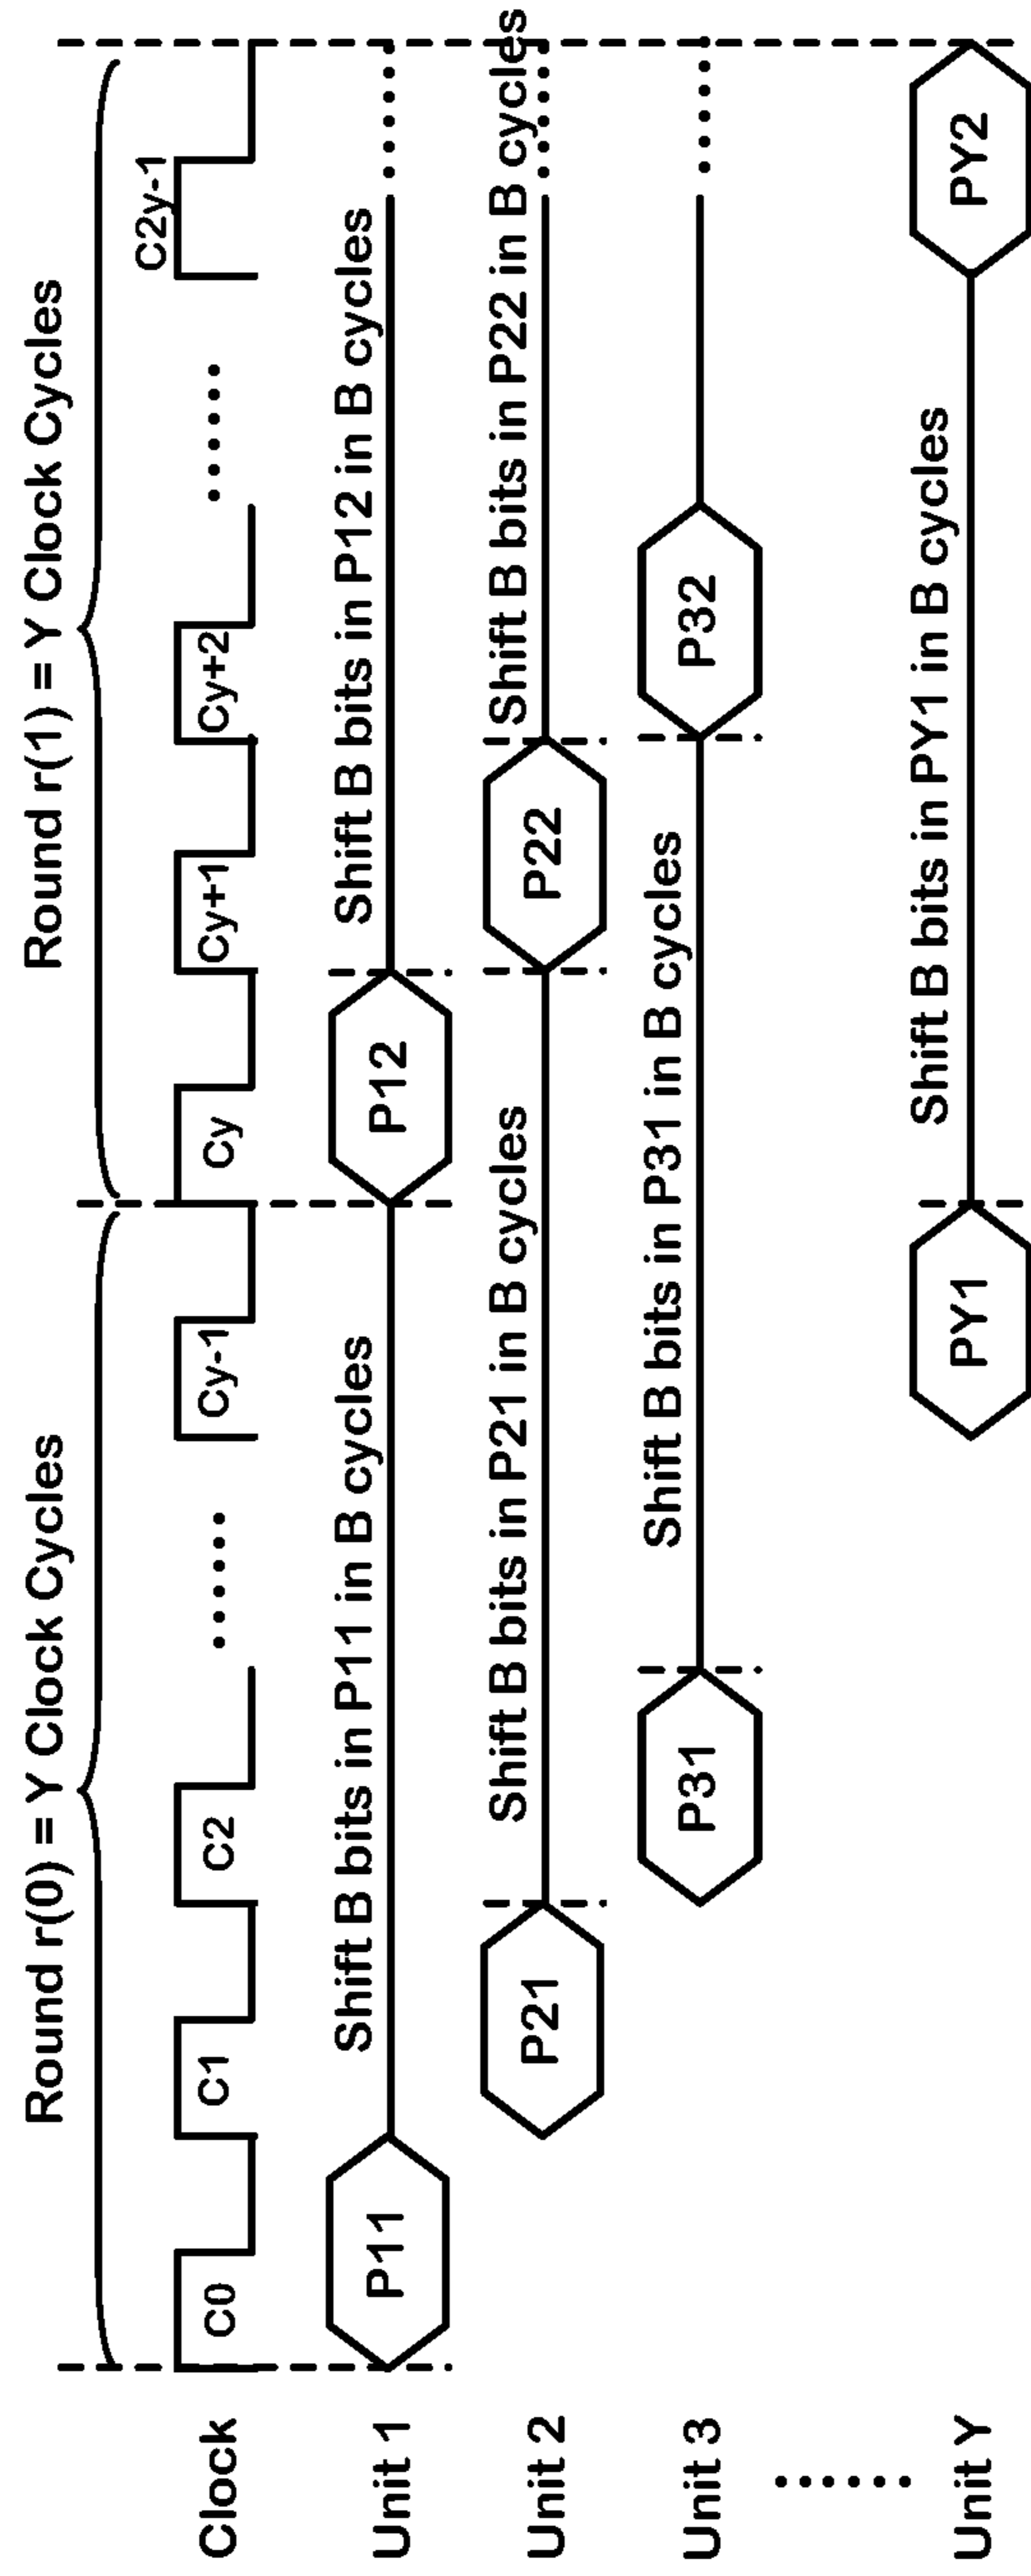 Round r(0) = Y Clock Cycles
Round r(1) = Y Clock Cycles
Clock
C0
C1
C2
......
Cy-1
Cy
Cy+1
Cy+2
......
C2y-1
Unit 1
P11
Shift B bits in P11 in B cycles
P12
Shift B bits in P12 in B cycles
......
Unit 2
P21
Shift B bits in P21 in B cycles
P22
Shift B bits in P22 in B cycles
......
Unit 3
P31
Shift B bits in P31 in B cycles
P32
......
......
Unit Y
PY1
Shift B bits in PY1 in B cycles
PY2